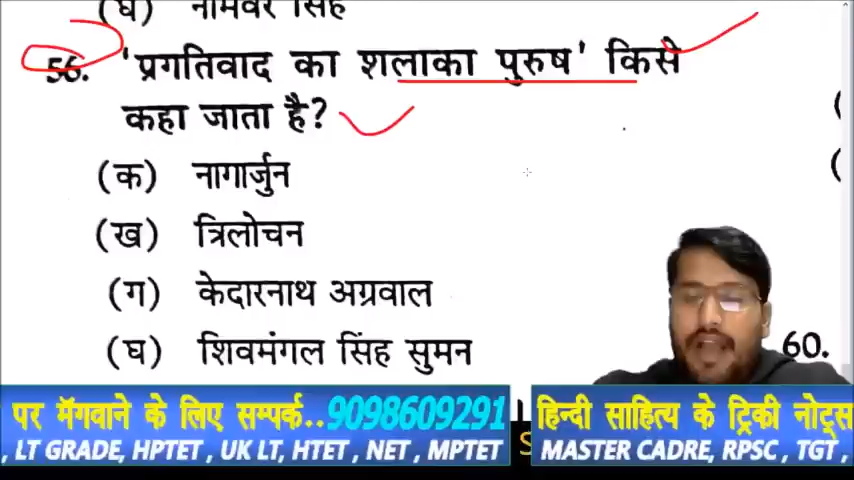 (घ) नामवर सिंह
56. 'प्रगतिवाद का शलाका पुरुष' किसे
कहा जाता है?
(क) नागार्जुन
(ख) त्रिलोचन
(ग) केदारनाथ अग्रवाल
(घ) शिवमंगल सिंह सुमन
60.
पर मॅगवाने के लिए सम्पर्क..9098609291
हिन्दी साहित्य के ट्रिकी नोट्स
, LT GRADE, HPTET , UK LT, HTET , NET , MPTET
MASTER CADRE, RPSC , TGT ,